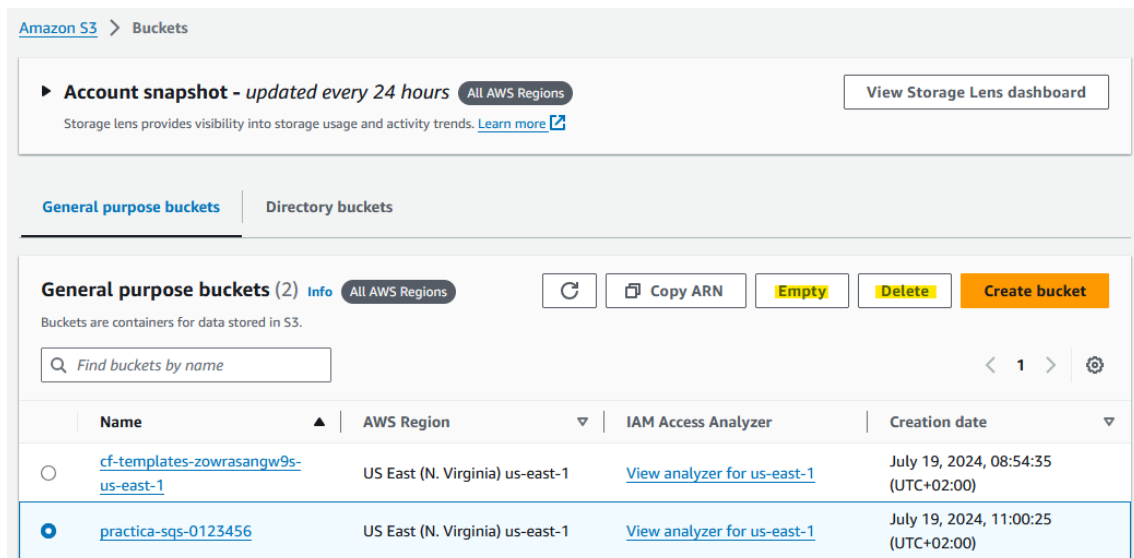 Amazon S3 > Buckets
Account snapshot - updated every 24 hours All AWS Regions
View Storage Lens dashboard
Storage lens provides visibility into storage usage and activity trends. Learn more
General purpose buckets Directory buckets
General purpose buckets (2) Info All AWS Regions
Copy ARN Empty Delete Create bucket
Buckets are containers for data stored in S3.
Find buckets by name
1
Name AWS Region IAM Access Analyzer Creation date
cf-templates-zowrasangw9s-
us-east-1
US East (N. Virginia) us-east-1
View analyzer for us-east-1
July 19, 2024, 08:54:35
(UTC+02:00)
practica-sqs-0123456
US East (N. Virginia) us-east-1
View analyzer for us-east-1
July 19, 2024, 11:00:25
(UTC+02:00)